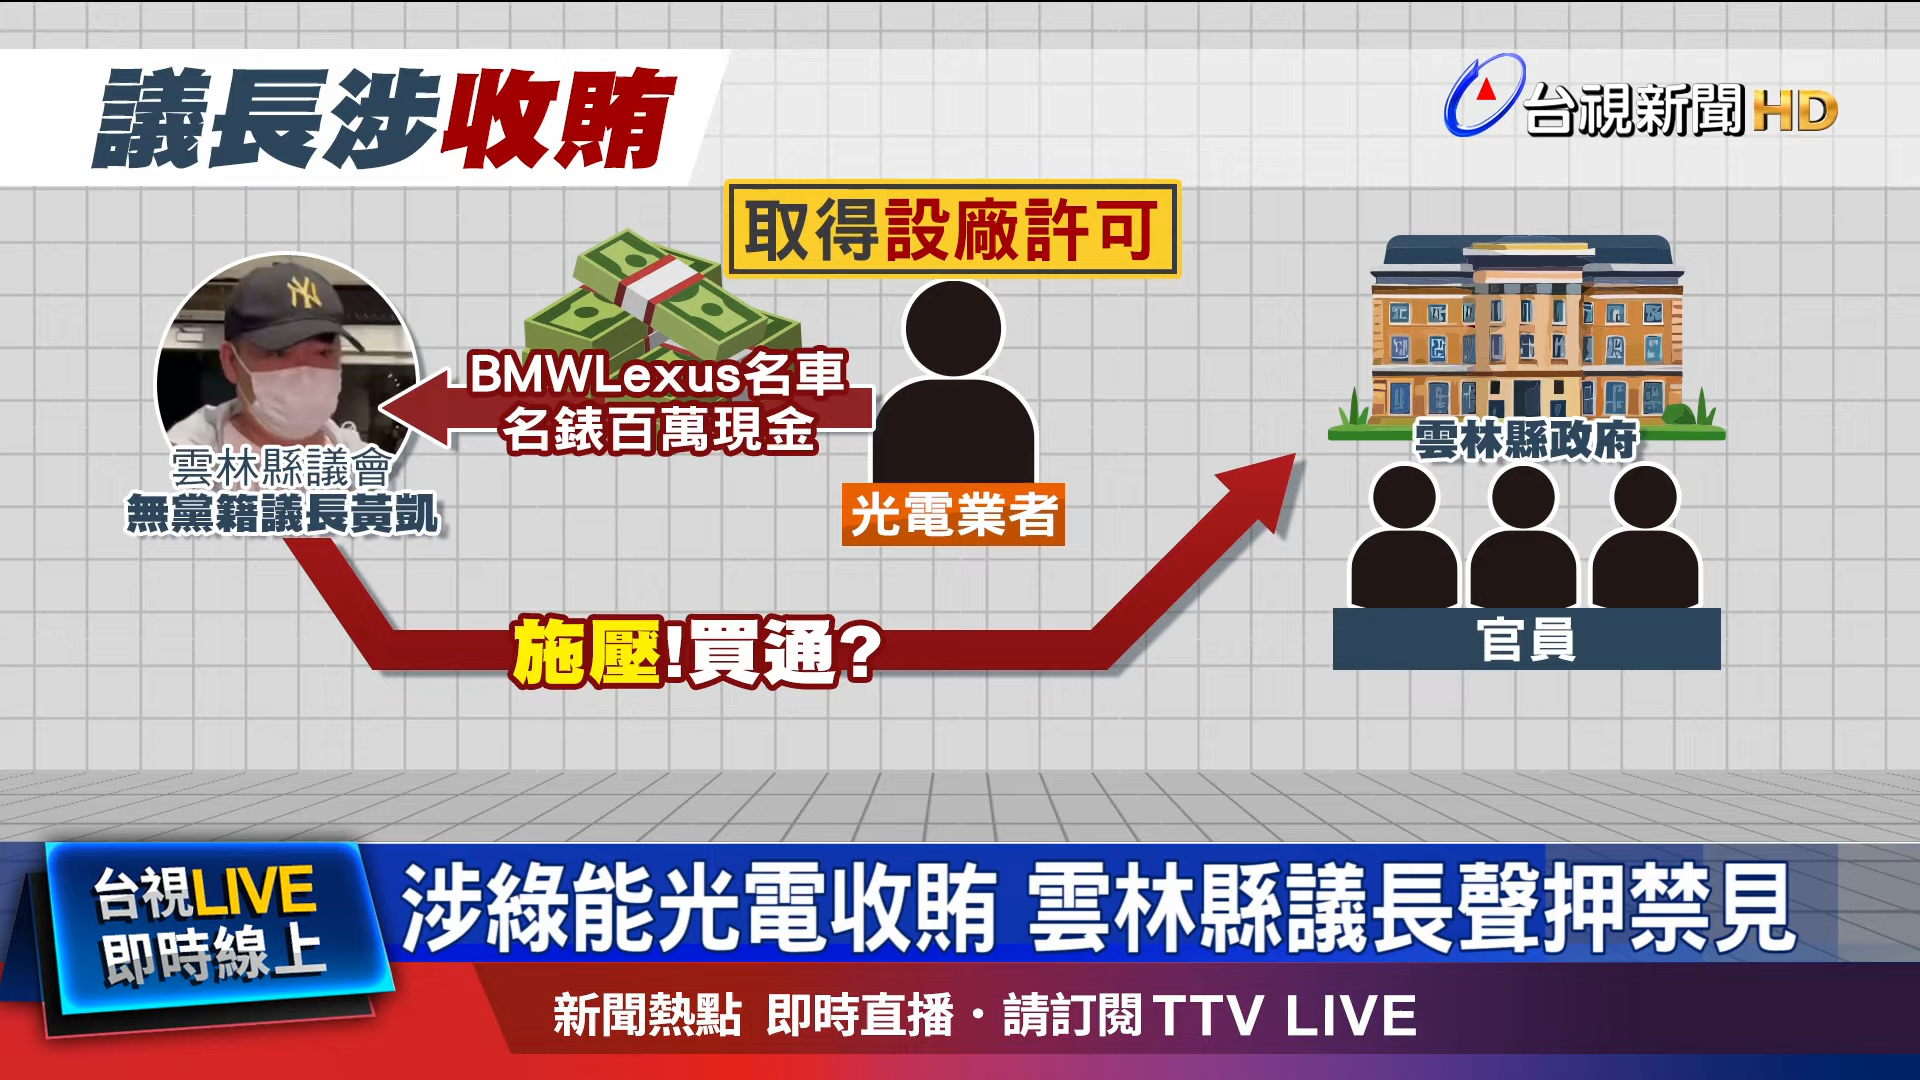 議長涉收賄
台視新聞HD
取得設廠許可
BMWLexus名車
名錶百萬現金
雲林縣議會
無黨籍議長黃凱
光電業者
雲林縣政府
官員
施壓!買通?
台視LIVE
即時線上
涉綠能光電收賄 雲林縣議長聲押禁見
新聞熱點 即時直播·請訂閱TTV LIVE
NY